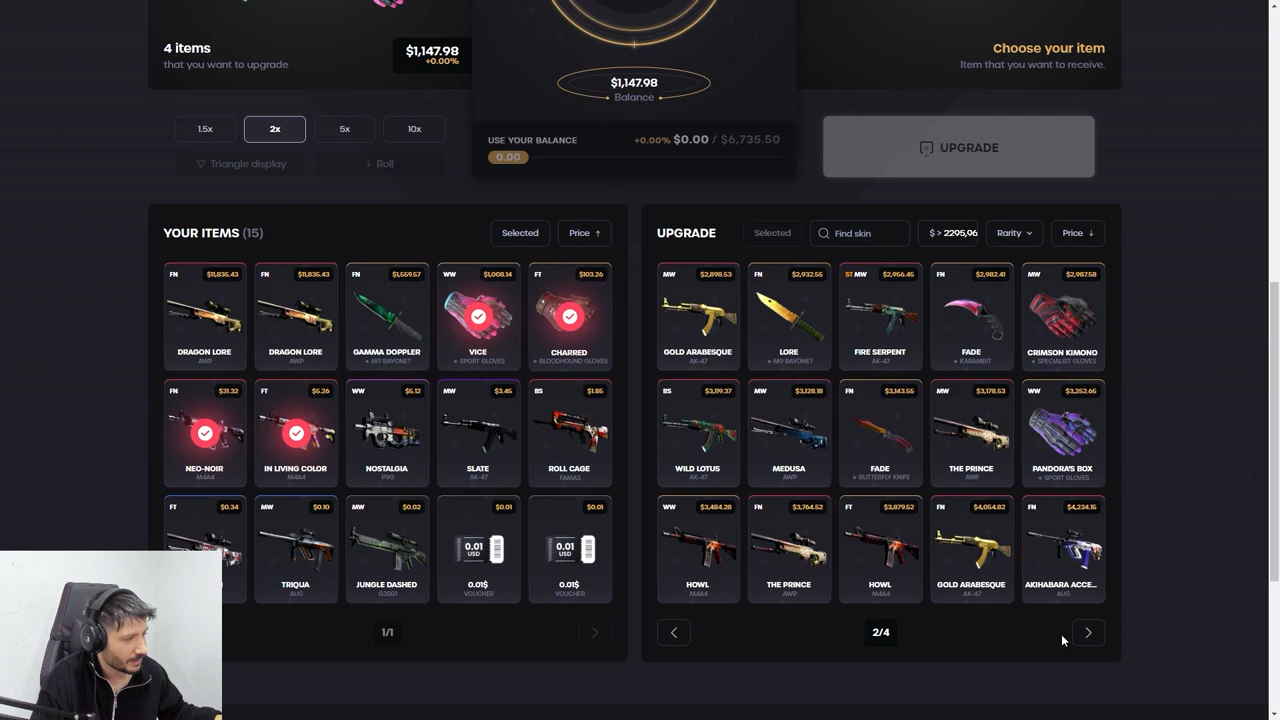 4 items
that you want to upgrade
$1,147.98
+0.00%
$1,147.98
Balance
Choose your item
Item that you want to receive.
1.5x
2x
5x
10x
▽ Triangle display
↓ Roll
USE YOUR BALANCE
+0.00% $0.00 / $6,735.50
0.00
UPGRADE
YOUR ITEMS (15)
Selected
Price ↑
FN $11,835.43
DRAGON LORE
AWP
FN $11,835.43
DRAGON LORE
AWP
FN $1,559.57
GAMMA DOPPLER
★ M9 BAYONET
WW $1,008.14
VICE
★ SPORT GLOVES
FT $103.26
CHARRED
★ BLOODHOUND GLOVES
FN $31.32
NEO-NOIR
M4A4
FT $5.26
IN LIVING COLOR
M4A4
WW $5.12
NOSTALGIA
P90
MW $3.45
SLATE
AK-47
BS $1.85
ROLL CAGE
FAMAS
FT $0.34
MW $0.10
TRIQUA
AUG
MW $0.02
JUNGLE DASHED
G3SG1
$0.01
0.01
USD
0.01$
VOUCHER
$0.01
0.01
USD
0.01$
VOUCHER
1/1
UPGRADE
Selected
Find skin
$ > 2295,96
Rarity
Price ↓
MW $2,898.53
GOLD ARABESQUE
AK-47
FN $2,932.55
LORE
★ M9 BAYONET
ST MW $2,956.45
FIRE SERPENT
AK-47
FN $2,982.41
FADE
★ KARAMBIT
MW $2,987.58
CRIMSON KIMONO
★ SPECIALIST GLOVES
BS $3,119.37
WILD LOTUS
AK-47
MW $3,128.18
MEDUSA
AWP
FN $3,143.55
FADE
★ BUTTERFLY KNIFE
MW $3,178.53
THE PRINCE
AWP
WW $3,252.65
PANDORA'S BOX
★ SPORT GLOVES
WW $3,484.28
HOWL
M4A4
FN $3,764.52
THE PRINCE
AWP
FT $3,879.52
HOWL
M4A4
FN $4,054.82
GOLD ARABESQUE
AK-47
FN $4,234.15
AKIHABARA ACCE...
AUG
2/4